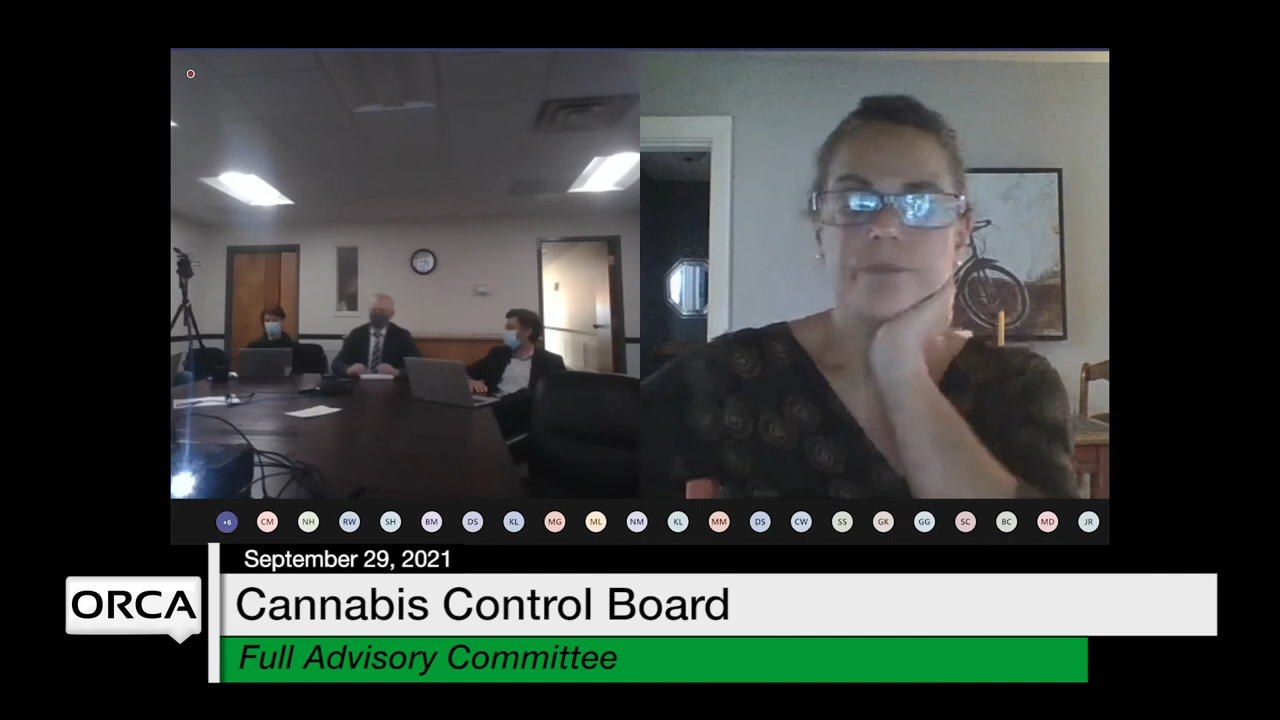 +6 CM NH RW SH BM DS KL MG ML NM KL MM DS CW SS GK GG SC BC MD JR
September 29, 2021
ORCA
Cannabis Control Board
Full Advisory Committee